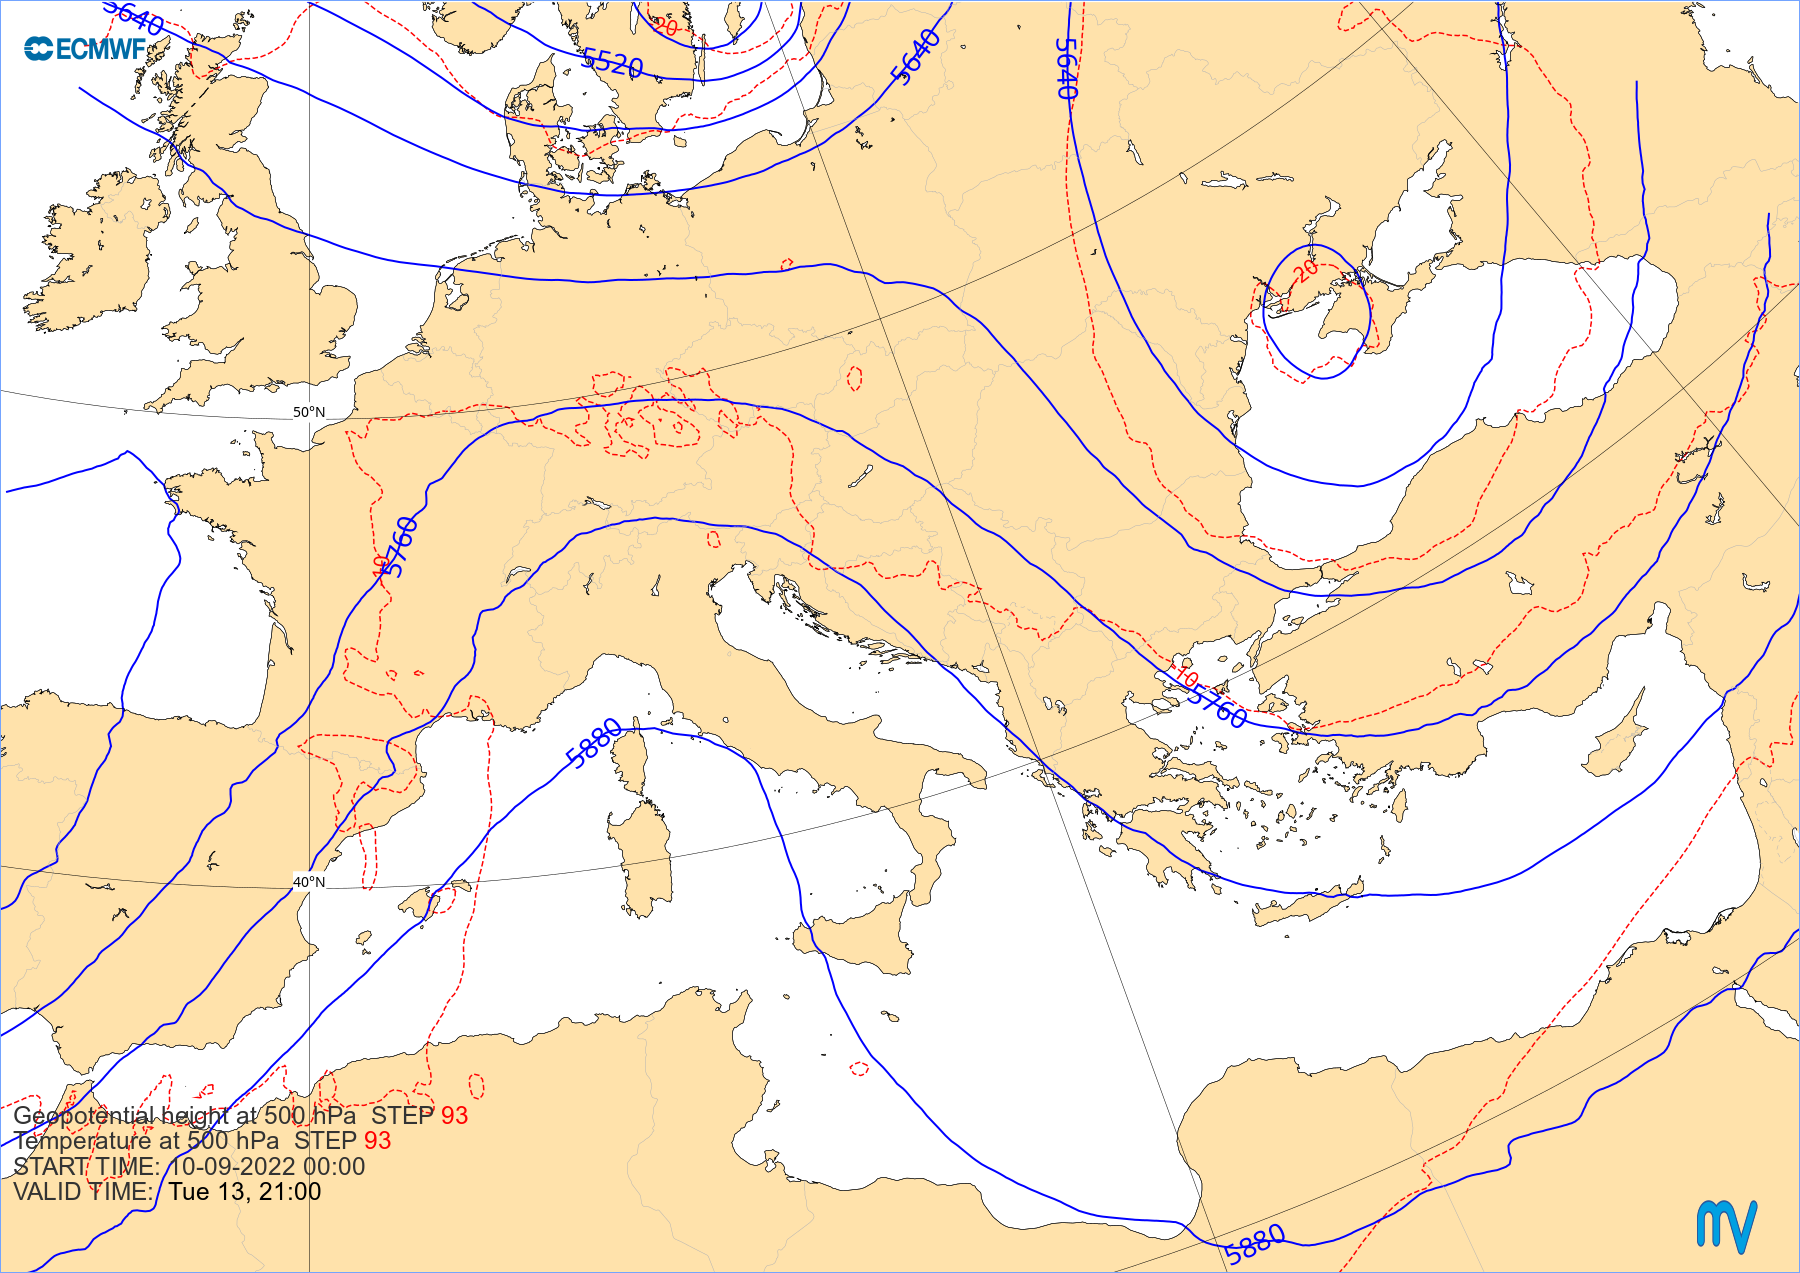 5640
ECMWF
5520
-20
5640
5640
-20
50°N
5760
-10
5760
5880
40°N
Geopotential height at 500 hPa STEP 93
Temperature at 500 hPa STEP 93
START TIME: 10-09-2022 00:00
VALID TIME: Tue 13, 21:00
5880